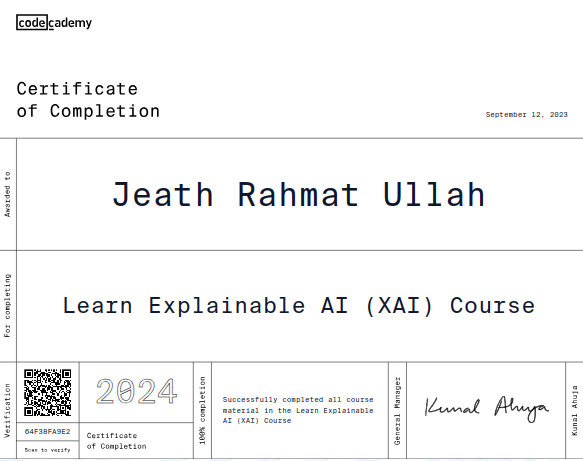 codecademy
Certificate
of Completion
September 12, 2023
Awarded to
Jeath Rahmat Ullah
For completing
Learn Explainable AI (XAI) Course
Verification
64F38FA9E2
Scan to verify
2024
Certificate
of Completion
100% completion
Successfully completed all course
material in the Learn Explainable
AI (XAI) Course
General Manager
Kunal Ahuja
Kunal Ahuja